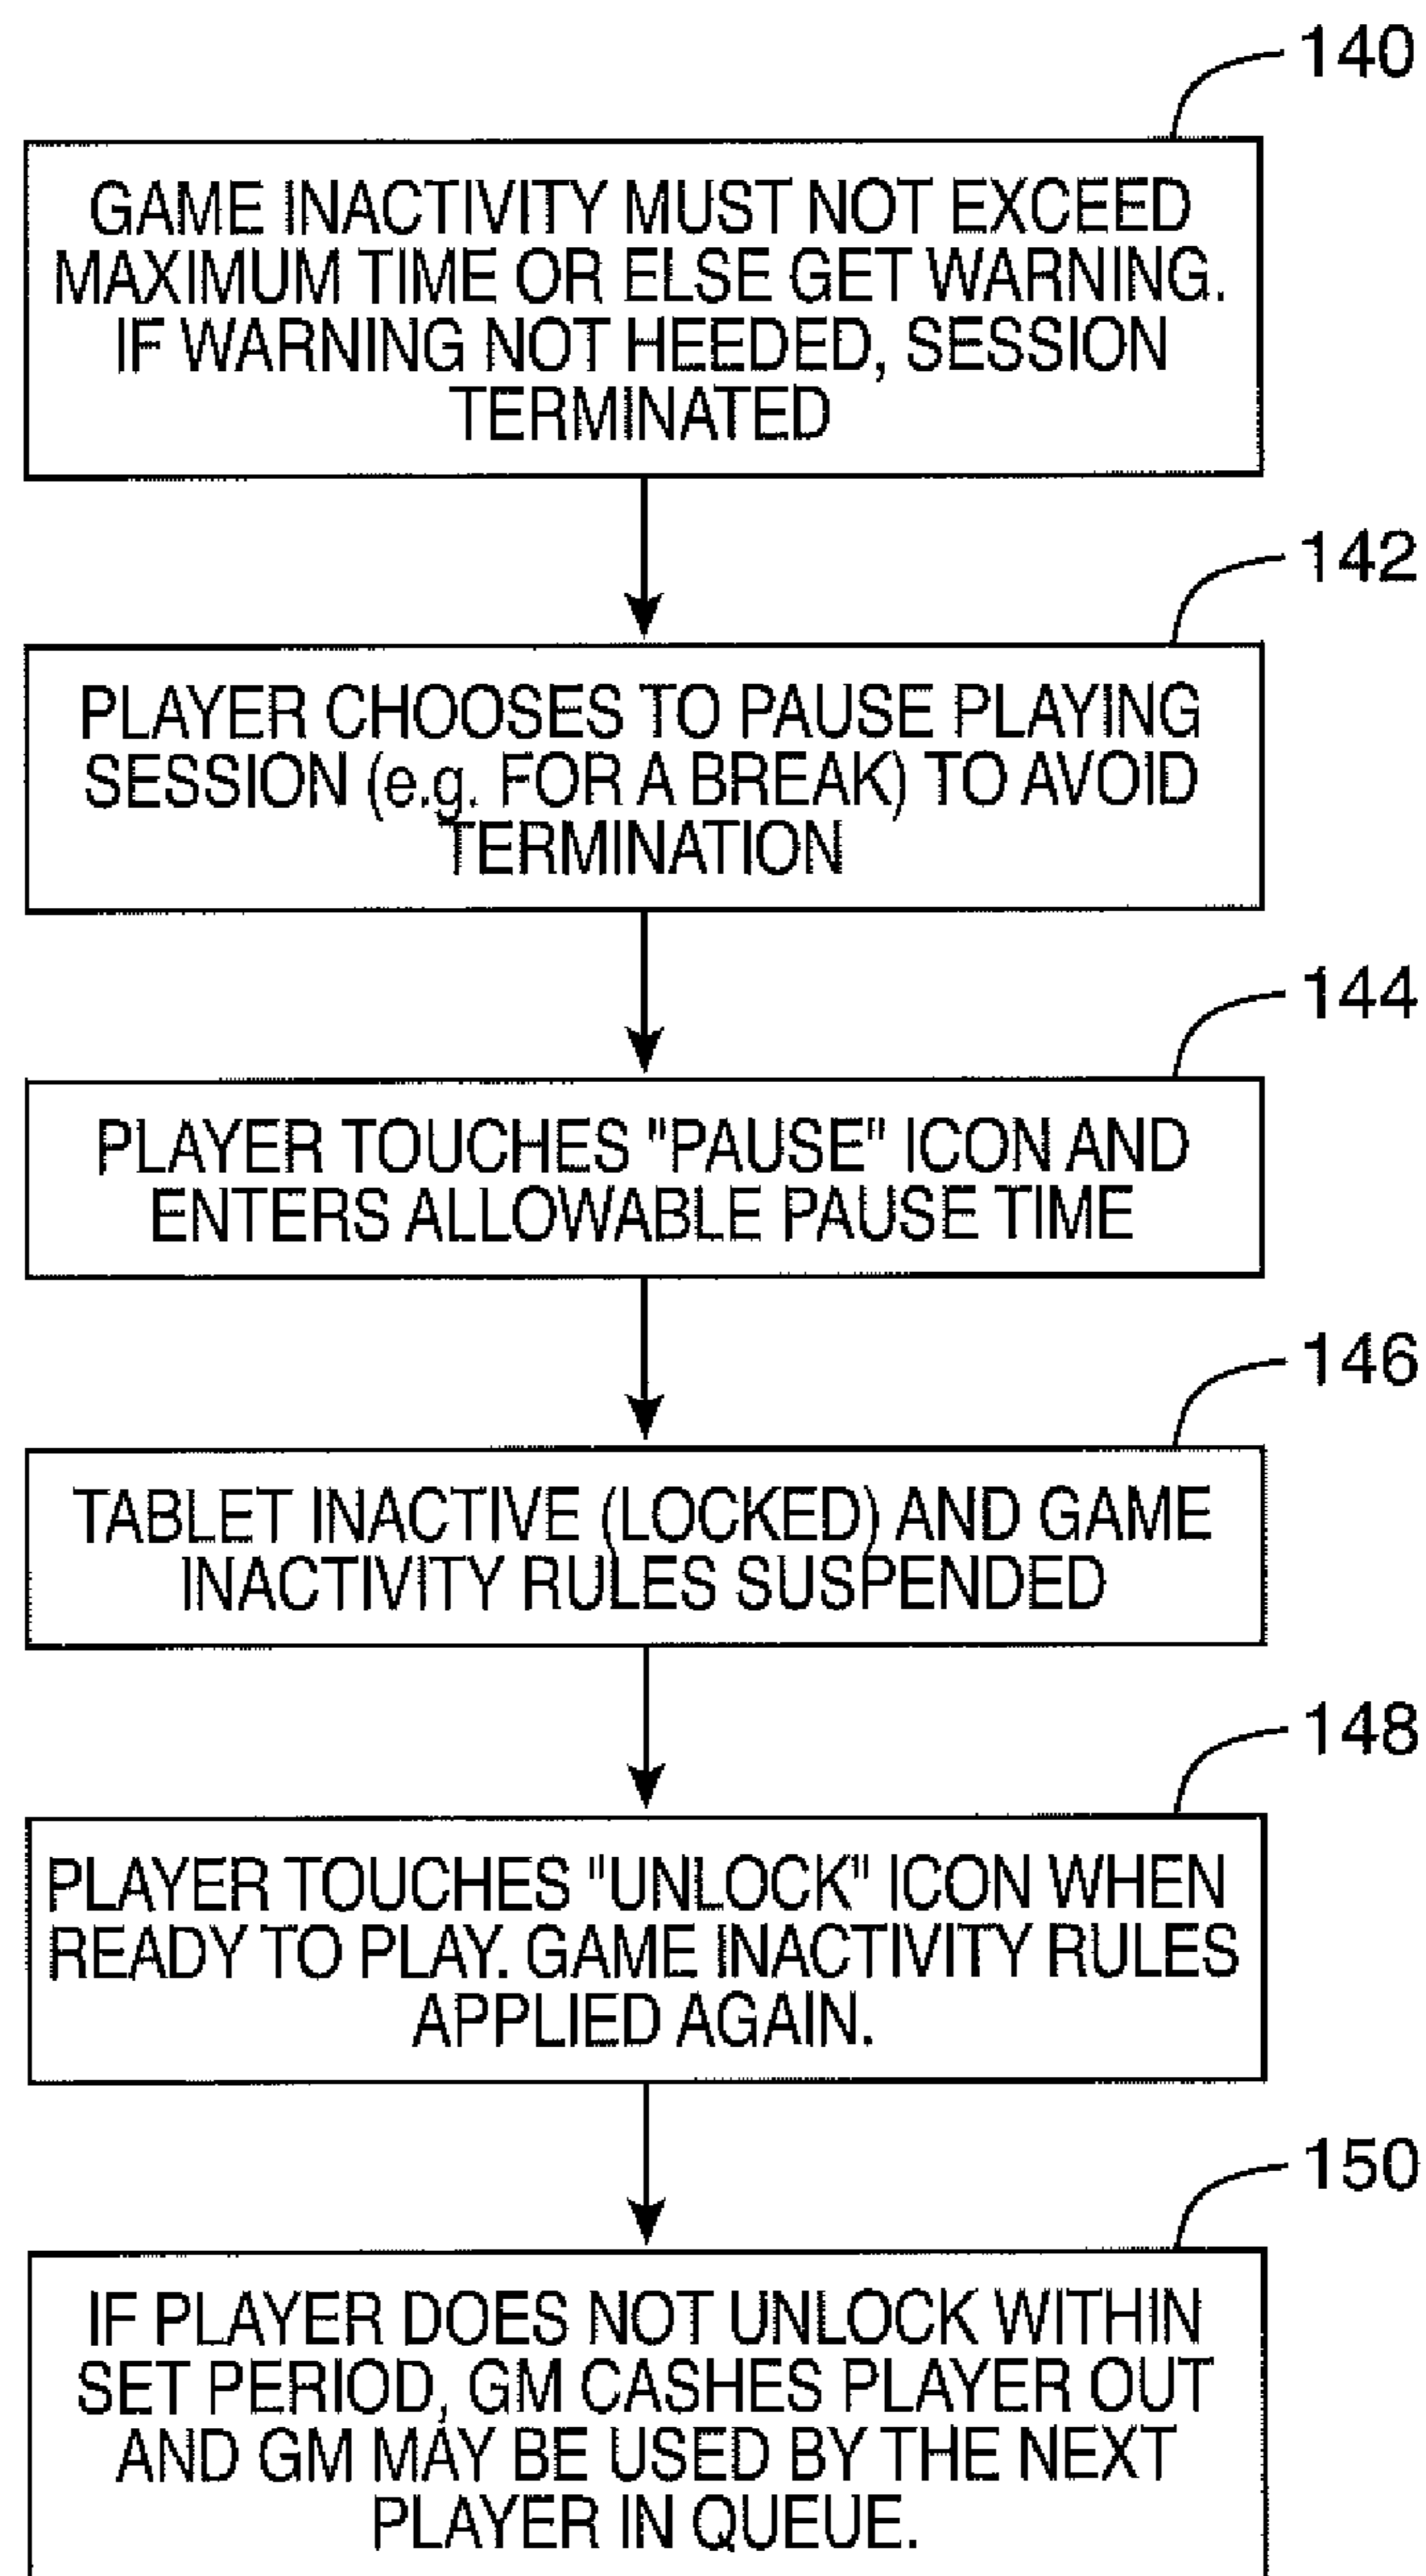 140
GAME INACTIVITY MUST NOT EXCEED
MAXIMUM TIME OR ELSE GET WARNING.
IF WARNING NOT HEEDED, SESSION
TERMINATED
142
PLAYER CHOOSES TO PAUSE PLAYING
SESSION (e.g. FOR A BREAK) TO AVOID
TERMINATION
144
PLAYER TOUCHES "PAUSE" ICON AND
ENTERS ALLOWABLE PAUSE TIME
146
TABLET INACTIVE (LOCKED) AND GAME
INACTIVITY RULES SUSPENDED
148
PLAYER TOUCHES "UNLOCK" ICON WHEN
READY TO PLAY. GAME INACTIVITY RULES
APPLIED AGAIN.
150
IF PLAYER DOES NOT UNLOCK WITHIN
SET PERIOD, GM CASHES PLAYER OUT
AND GM MAY BE USED BY THE NEXT
PLAYER IN QUEUE.